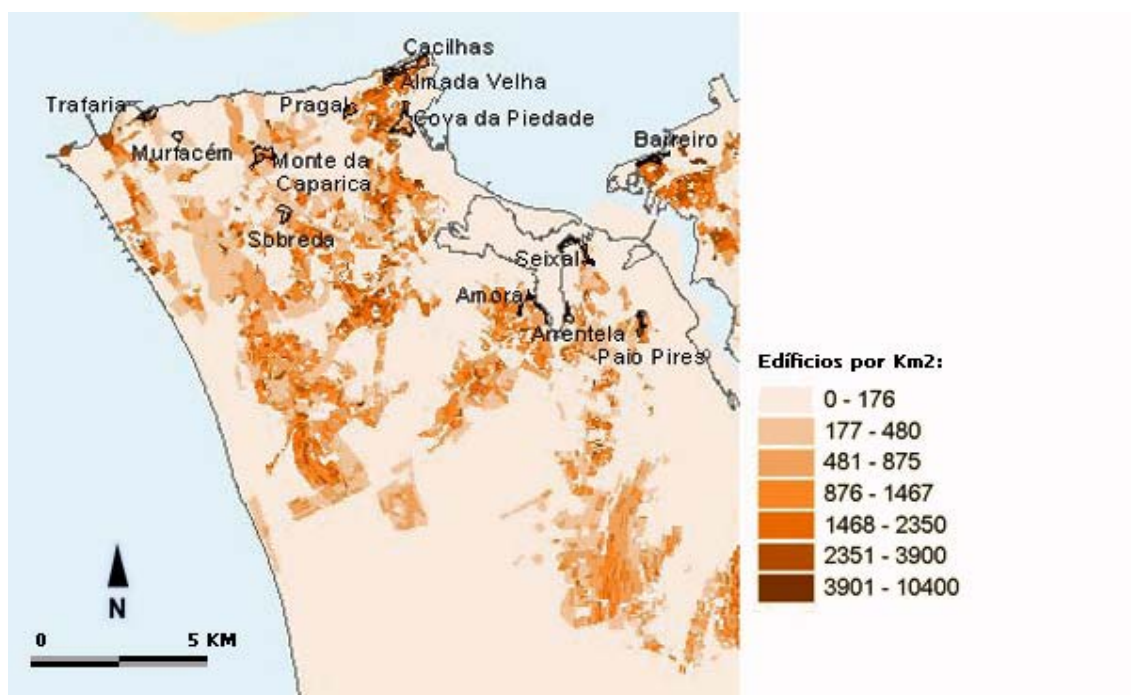 Cacilhas
Almada Velha
Trafaria
Pragal
Cova da Piedade
Murfacém
Monte da
Caparica
Barreiro
Sobreda
Seixal
Amora
Arrentela
Paio Pires
Edíficios por Km2:
0 - 176
177 - 480
481 - 875
876 - 1467
1468 - 2350
2351 - 3900
3901 - 10400
N
0 5 KM